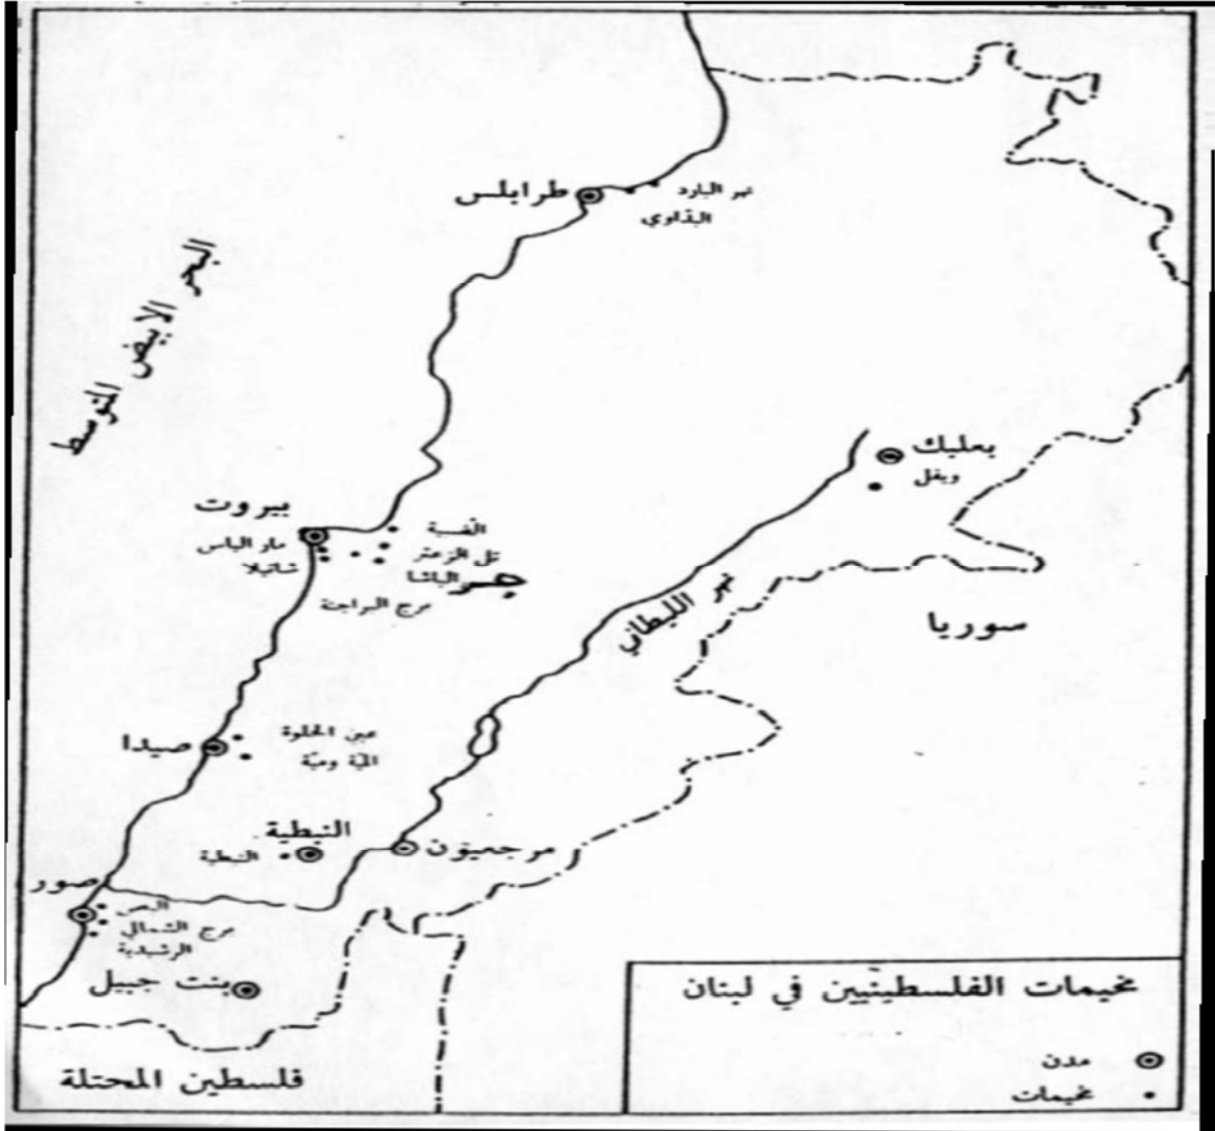 طرابلس
نهر البارد
البداوي
البحر الابيض المتوسط
بعلبك
ويفل
بيروت
مار الياس
شاتيلا
الضبية
تل الزعتر
جسر الباشا
برج البراجنة
نهر الليطاني
سوريا
صيدا
عين الحلوة
المية ومية
النبطية
النبطية
مرجعيون
صور
البص
برج الشمالي
الرشيدية
بنت جبيل
فلسطين المحتلة
مخيمات الفلسطينيين في لبنان
مدن
مخيمات